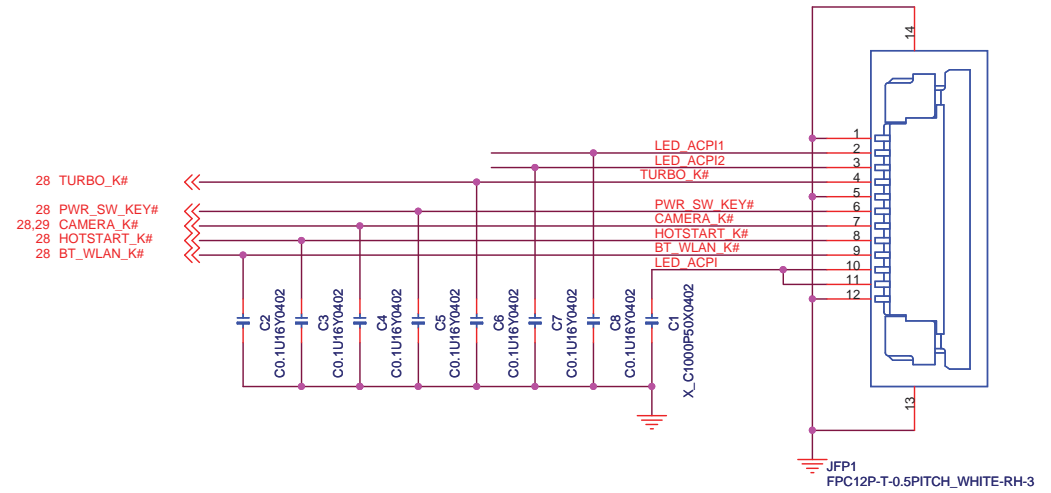 14
1
LED_ACPI1
2
LED_ACPI2
3
28 TURBO_K#
TURBO_K#
4
5
28 PWR_SW_KEY#
PWR_SW_KEY#
6
28,29 CAMERA_K#
CAMERA_K#
7
28 HOTSTART_K#
HOTSTART_K#
8
28 BT_WLAN_K#
BT_WLAN_K#
9
LED_ACPI
10
11
12
C2
C0.1U16Y0402
C3
C0.1U16Y0402
C4
C0.1U16Y0402
C5
C0.1U16Y0402
C6
C0.1U16Y0402
C7
C0.1U16Y0402
C8
C0.1U16Y0402
C1
X_C1000P50X0402
13
JFP1
FPC12P-T-0.5PITCH_WHITE-RH-3